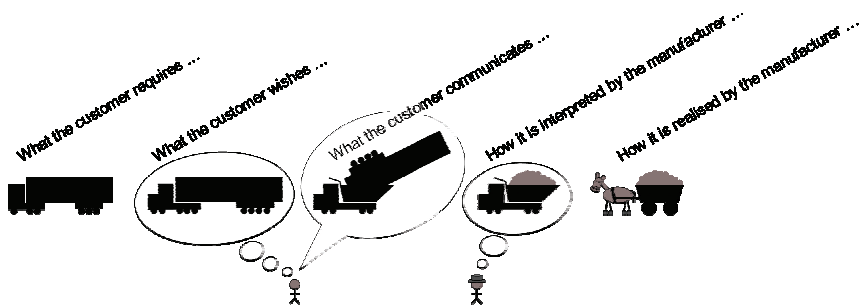 What the customer requires ...
What the customer wishes ...
What the customer communicates ...
How it is interpreted by the manufacturer ...
How it is realised by the manufacturer ...